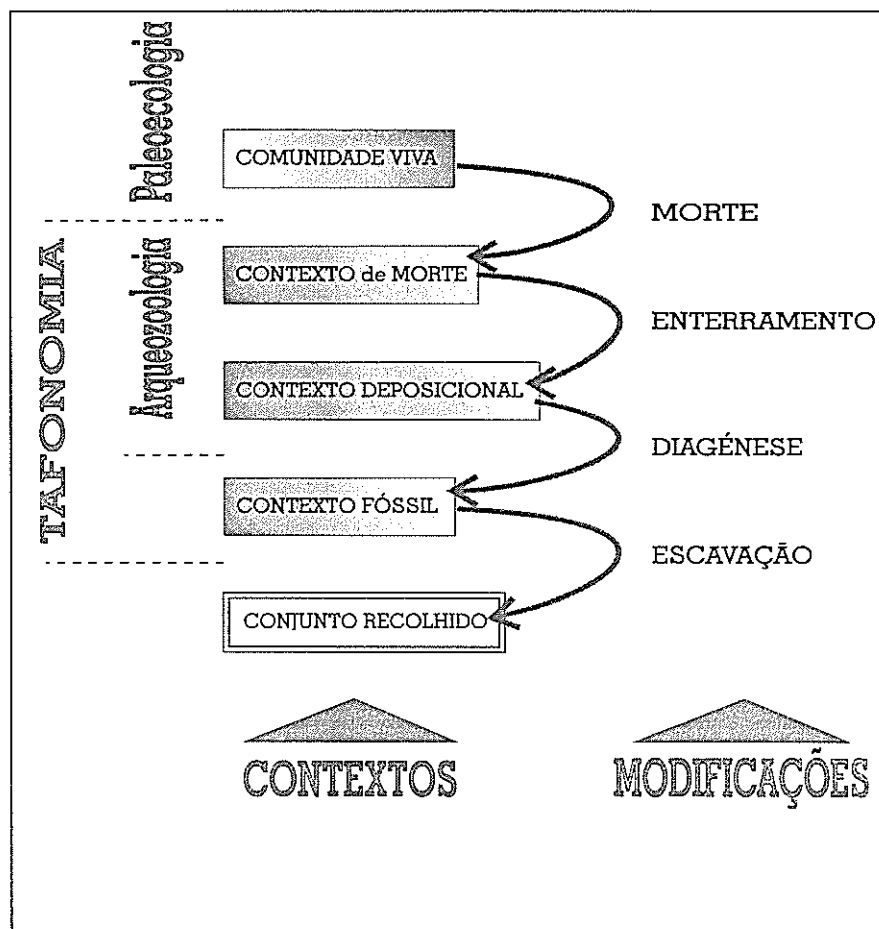 Paleoecologia
COMUNIDADE VIVA
MORTE
TAFONOMIA
Arqueozoologia
CONTEXTO de MORTE
ENTERRAMENTO
CONTEXTO DEPOSICIONAL
DIAGÉNESE
CONTEXTO FÓSSIL
ESCAVAÇÃO
CONJUNTO RECOLHIDO
CONTEXTOS
MODIFICAÇÕES